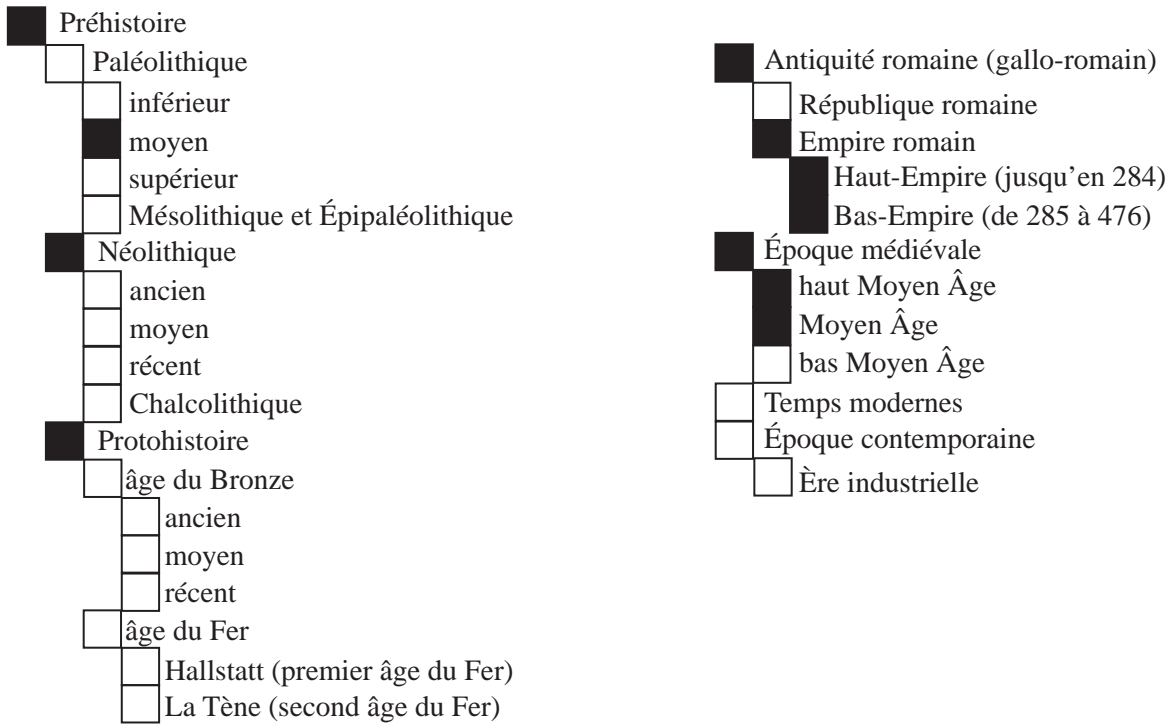 Préhistoire
Paléolithique
inférieur
moyen
supérieur
Mésolithique et Épipaléolithique
Néolithique
ancien
moyen
récent
Chalcolithique
Protohistoire
âge du Bronze
ancien
moyen
récent
âge du Fer
Hallstatt (premier âge du Fer)
La Tène (second âge du Fer)
Antiquité romaine (gallo-romain)
République romaine
Empire romain
Haut-Empire (jusqu’en 284)
Bas-Empire (de 285 à 476)
Époque médiévale
haut Moyen Âge
Moyen Âge
bas Moyen Âge
Temps modernes
Époque contemporaine
Ère industrielle